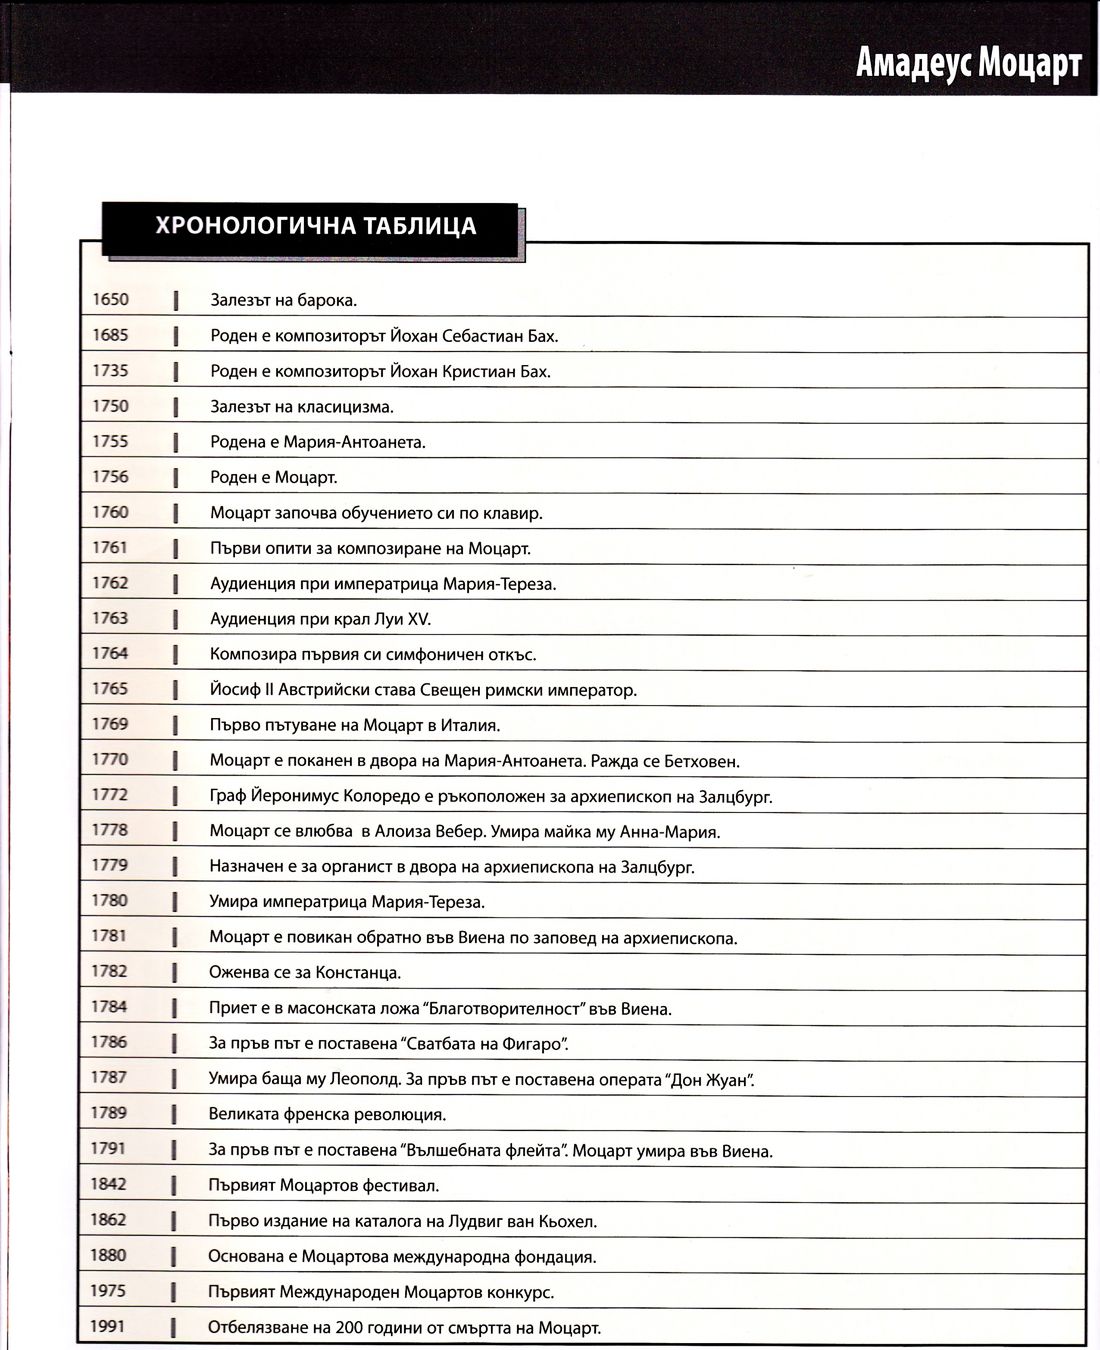 Амадеус Моцарт
ХРОНОЛОГИЧНА ТАБЛИЦА
1650 Залезът на барока.
1685 Роден е композиторът Йохан Себастиан Бах.
1735 Роден е композиторът Йохан Кристиан Бах.
1750 Залезът на класицизма.
1755 Родена е Мария-Антоанета.
1756 Роден е Моцарт.
1760 Моцарт започва обучението си по клавир.
1761 Първи опити за композиране на Моцарт.
1762 Аудиенция при императрица Мария-Тереза.
1763 Аудиенция при крал Луи XV.
1764 Композира първия си симфоничен откъс.
1765 Йосиф II Австрийски става Свещен римски император.
1769 Първо пътуване на Моцарт в Италия.
1770 Моцарт е поканен в двора на Мария-Антоанета. Ражда се Бетховен.
1772 Граф Йеронимус Колоредо е ръкоположен за архиепископ на Залцбург.
1778 Моцарт се влюбва в Алоиза Вебер. Умира майка му Анна-Мария.
1779 Назначен е за органист в двора на архиепископа на Залцбург.
1780 Умира императрица Мария-Тереза.
1781 Моцарт е повикан обратно във Виена по заповед на архиепископа.
1782 Оженва се за Констанца.
1784 Приет е в масонската ложа “Благотворителност” във Виена.
1786 За пръв път е поставена “Сватбата на Фигаро”.
1787 Умира баща му Леополд. За пръв път е поставена операта “Дон Жуан”.
1789 Великата френска революция.
1791 За пръв път е поставена “Вълшебната флейта”. Моцарт умира във Виена.
1842 Първият Моцартов фестивал.
1862 Първо издание на каталога на Лудвиг ван Кьохел.
1880 Основана е Моцартова международна фондация.
1975 Първият Международен Моцартов конкурс.
1991 Отбелязване на 200 години от смъртта на Моцарт.